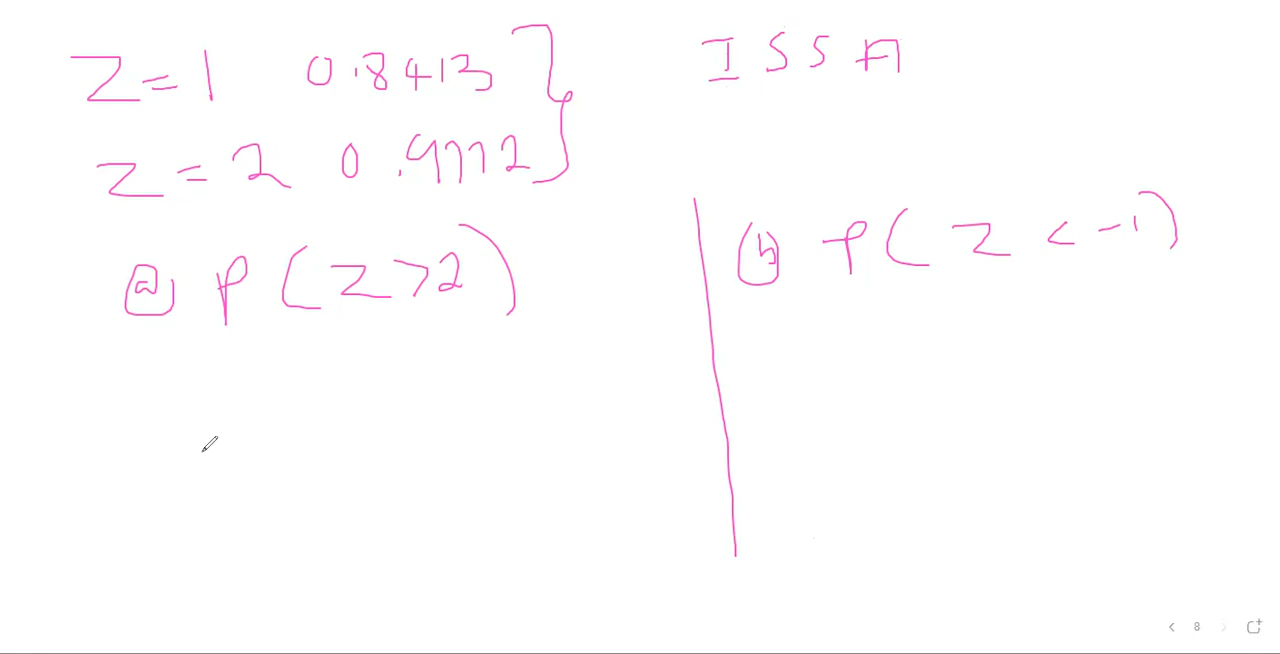 Z = 1 0.8413 }
Z = 2 0.9772
ISSA
ⓐ P(Z > 2)
ⓑ P(Z < -1)
< 8 >